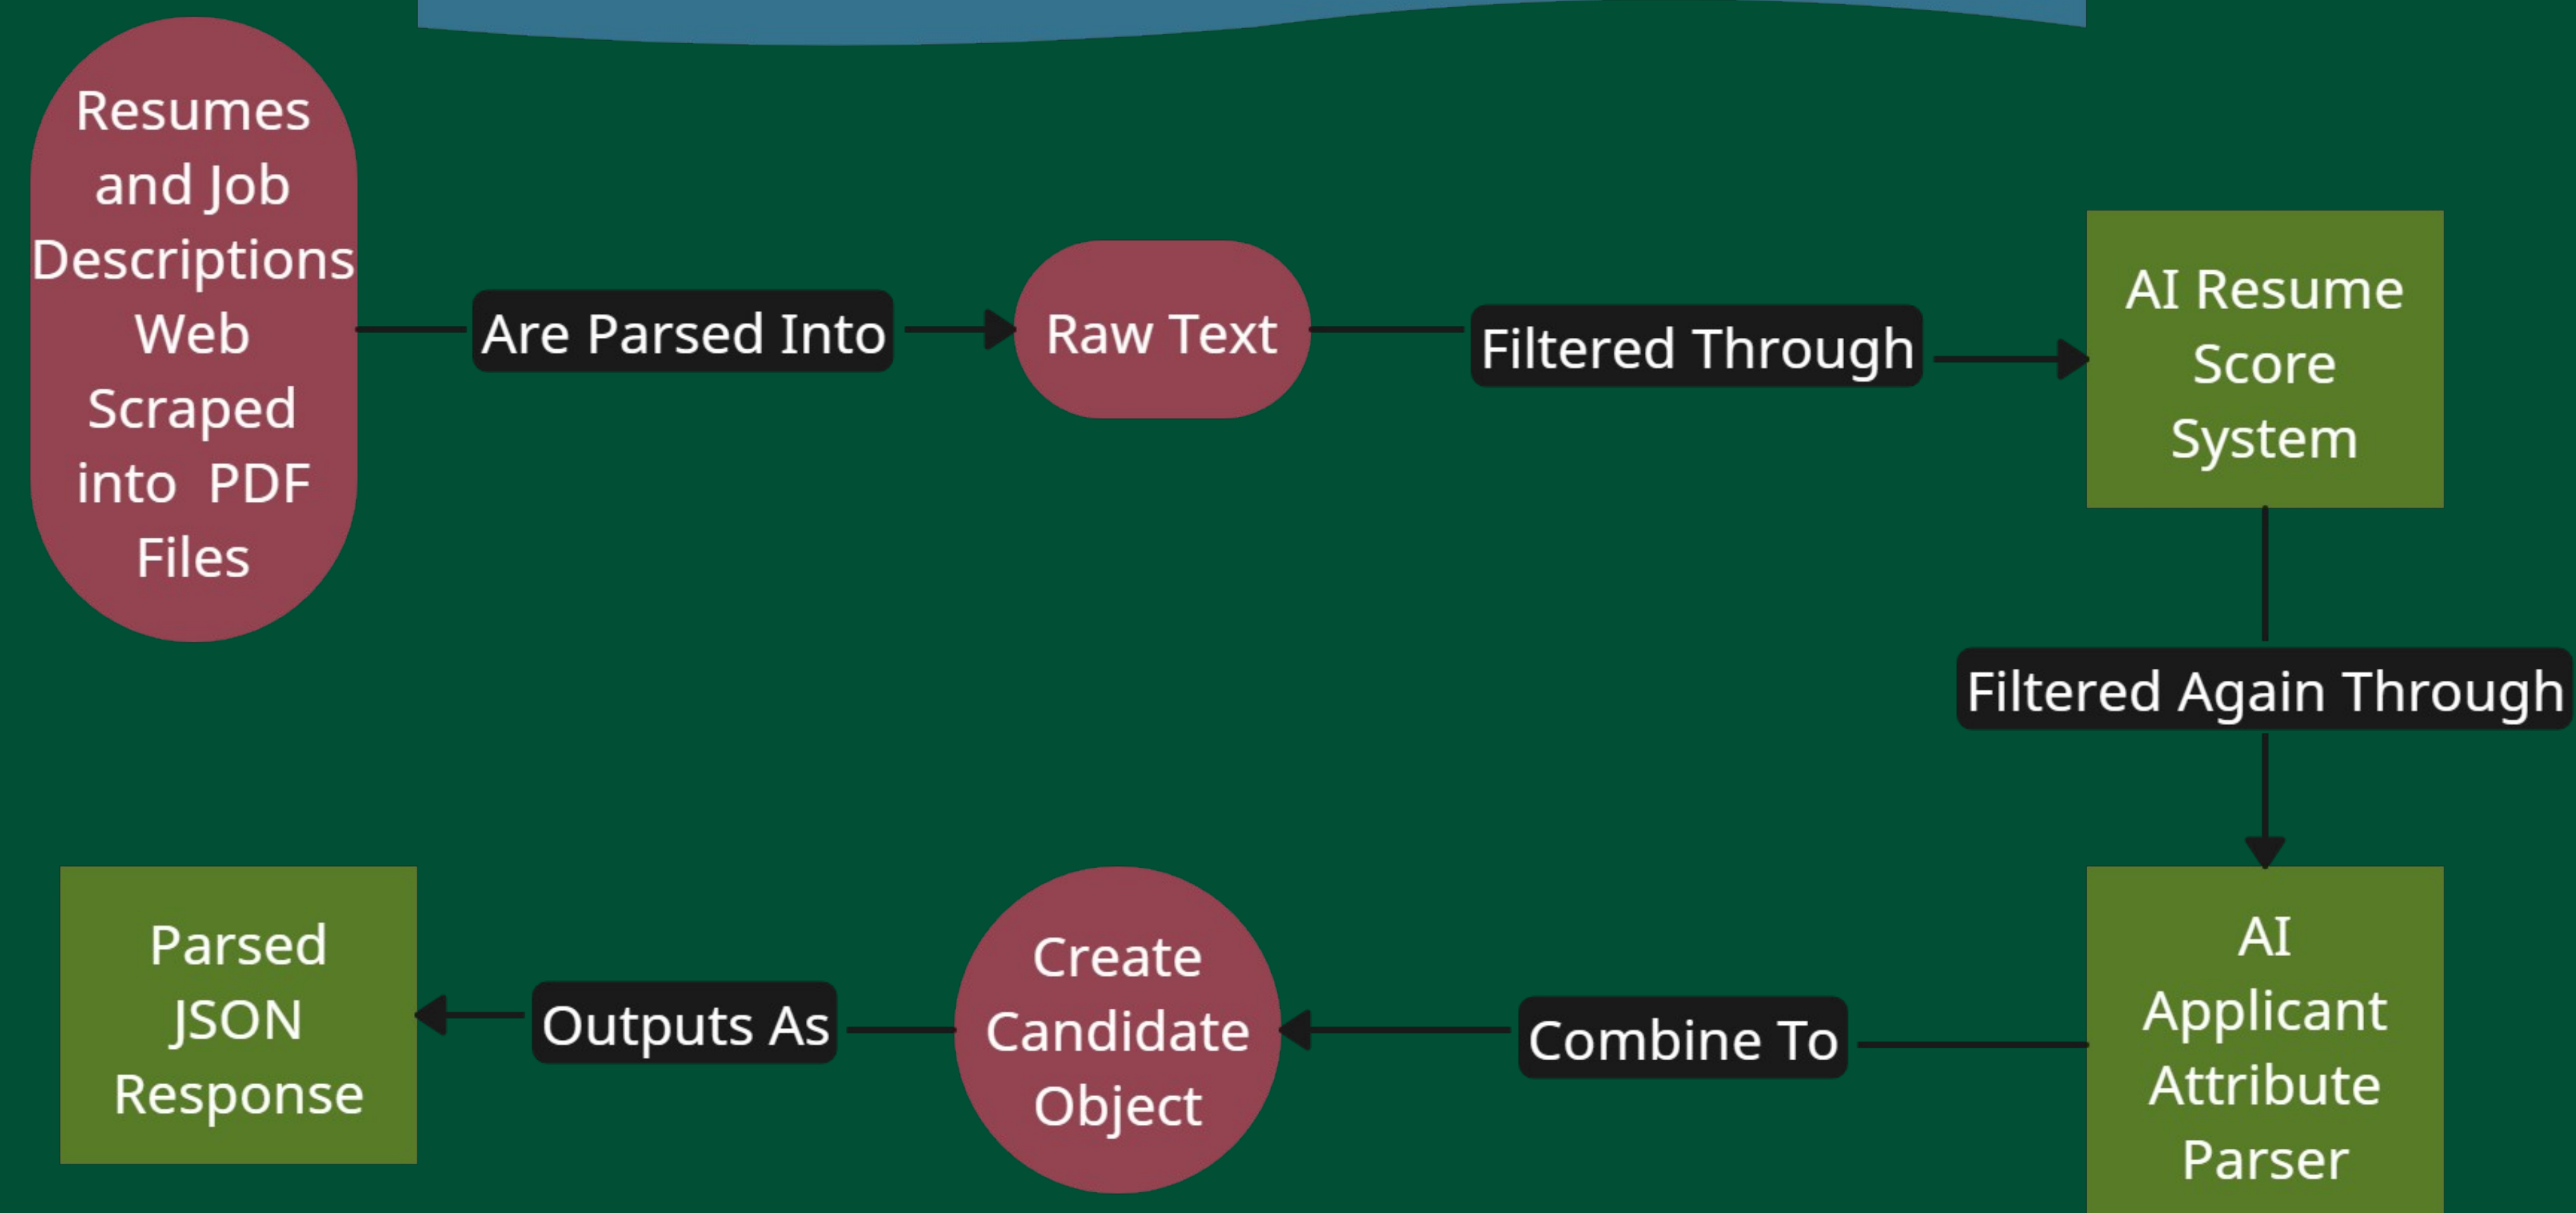 Resumes
and Job
Descriptions
Web
Scraped
into  PDF
Files
Are Parsed Into
Raw Text
Filtered Through
AI Resume
Score
System
Filtered Again Through
AI
Applicant
Attribute
Parser
Combine To
Create
Candidate
Object
Outputs As
Parsed
JSON
Response